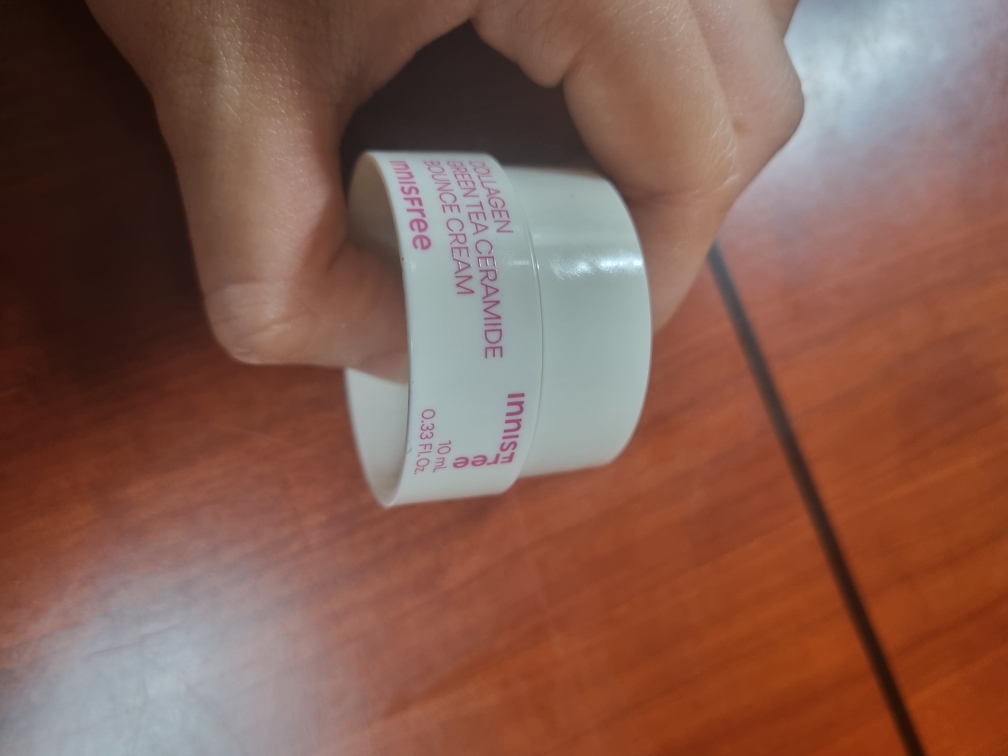 COLLAGEN
GREEN TEA CERAMIDE
BOUNCE CREAM
innisfree
innisfree
10 mL
0.33 Fl.Oz.